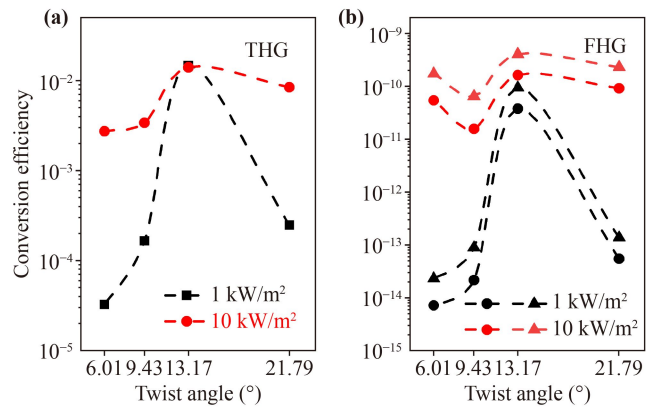 (a)
THG
Conversion efficiency
10⁻²
10⁻³
10⁻⁴
10⁻⁵
1 kW/m²
10 kW/m²
6.01 9.43 13.17 21.79
Twist angle (°)
(b)
FHG
10⁻⁹
10⁻¹⁰
10⁻¹¹
10⁻¹²
10⁻¹³
10⁻¹⁴
10⁻¹⁵
1 kW/m²
10 kW/m²
6.01 9.43 13.17 21.79
Twist angle (°)